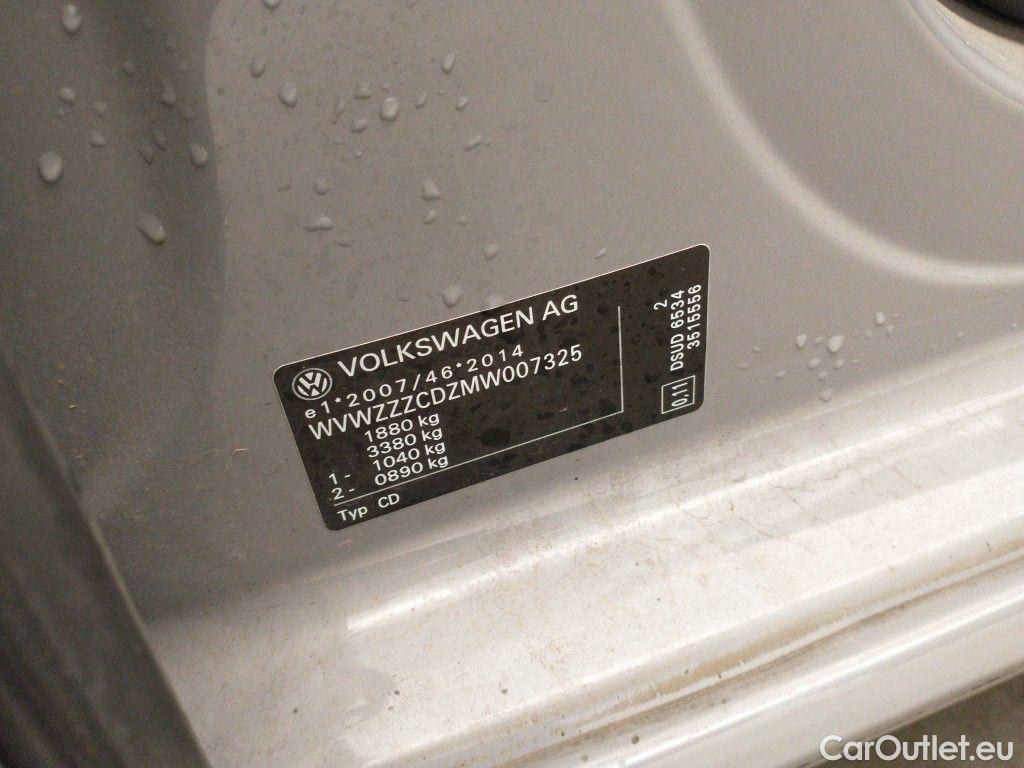 VOLKSWAGEN AG
e1*2007/46*2014
WVWZZZCDZMW007325
1880 kg
3380 kg
1- 1040 kg
2- 0890 kg
Typ CD
2
DSUD 6534
3515556
0,11
CarOutlet.eu